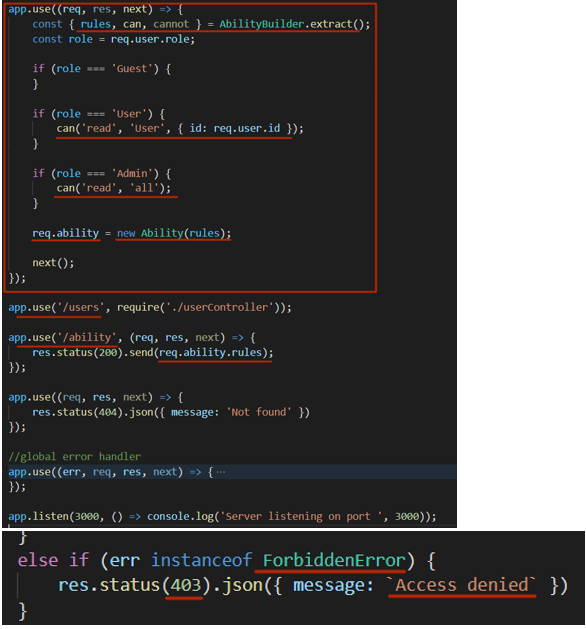 app.use((req, res, next) => {
const { rules, can, cannot } = AbilityBuilder.extract();
const role = req.user.role;
if (role === 'Guest') {
}
if (role === 'User') {
can('read', 'User', { id: req.user.id });
}
if (role === 'Admin') {
can('read', 'all');
}
req.ability = new Ability(rules);
next();
});
app.use('/users', require('./userController'));
app.use('/ability', (req, res, next) => {
res.status(200).send(req.ability.rules);
});
app.use((req, res, next) => {
res.status(404).json({ message: 'Not found' })
});
//global error handler
app.use((err, req, res, next) => { ···
});
app.listen(3000, () => console.log('Server listening on port ', 3000));
}
else if (err instanceof ForbiddenError) {
res.status(403).json({ message: `Access denied` })
}